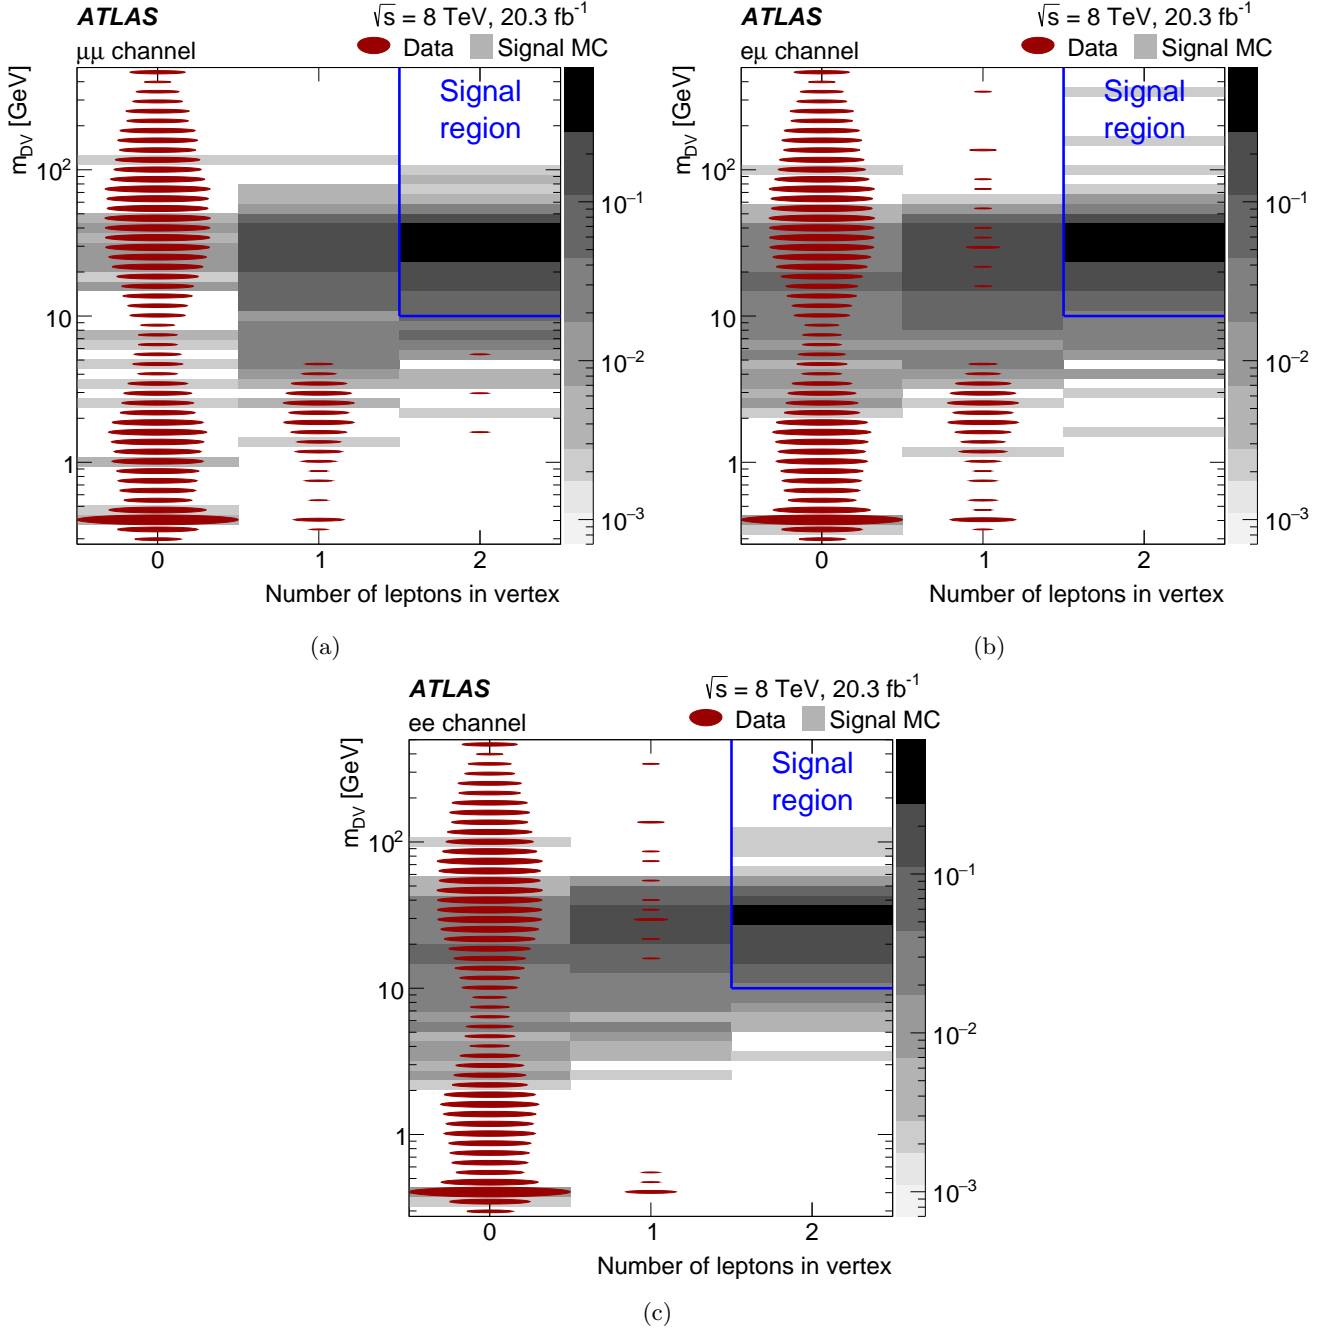 ATLAS
√s = 8 TeV, 20.3 fb⁻¹
μμ channel
Data
Signal MC
m_DV [GeV]
Signal
region
10²
10
1
10⁻¹
10⁻²
10⁻³
0 1 2
Number of leptons in vertex
(a)
ATLAS
√s = 8 TeV, 20.3 fb⁻¹
eμ channel
Data
Signal MC
m_DV [GeV]
Signal
region
10²
10
1
10⁻¹
10⁻²
10⁻³
0 1 2
Number of leptons in vertex
(b)
ATLAS
√s = 8 TeV, 20.3 fb⁻¹
ee channel
Data
Signal MC
m_DV [GeV]
Signal
region
10²
10
1
10⁻¹
10⁻²
10⁻³
0 1 2
Number of leptons in vertex
(c)